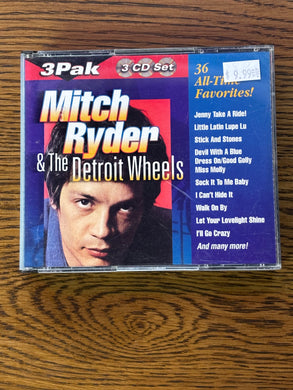 3Pak
3 CD Set
$ 9.99
36
All-Time
Favorites!
Mitch
Ryder
& The Detroit Wheels
Jenny Take A Ride!
Little Latin Lupe Lu
Stick And Stones
Devil With A Blue
Dress On/Good Golly
Miss Molly
Sock It To Me Baby
I Can't Hide It
Walk On By
Let Your Lovelight Shine
I'll Go Crazy
And many more!